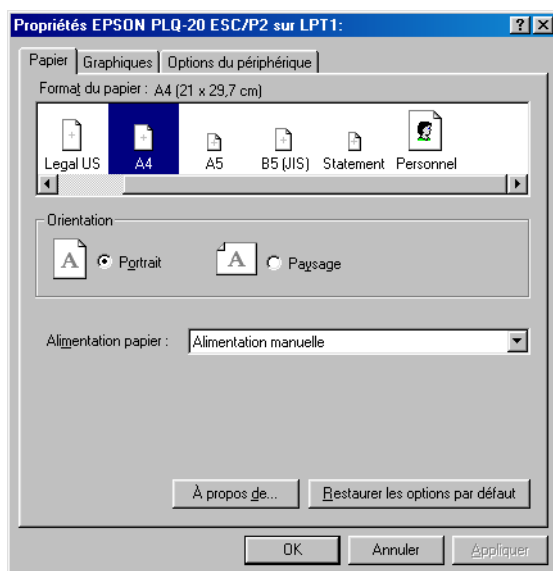 Propriétés EPSON PLQ-20 ESC/P2 sur LPT1:
Papier Graphiques Options du périphérique
Format du papier : A4 (21 x 29,7 cm)
Legal US A4 A5 B5 (JIS) Statement Personnel
Orientation
A Portrait A Paysage
Alimentation papier : Alimentation manuelle
À propos de... Restaurer les options par défaut
OK Annuler Appliquer